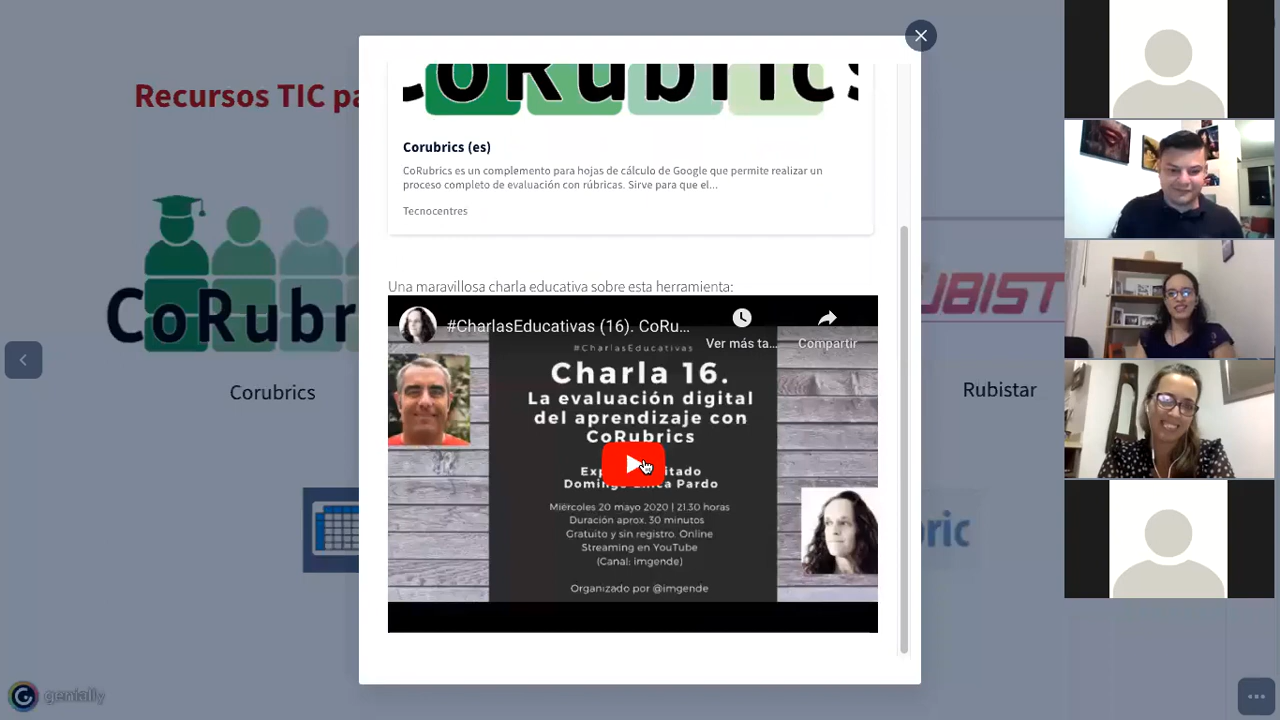 CoRubrics
Corubrics (es)
CoRubrics es un complemento para hojas de cálculo de Google que permite realizar un
proceso completo de evaluación con rúbricas. Sirve para que el...
Tecnocentres
Una maravillosa charla educativa sobre esta herramienta:
#CharlasEducativas (16). CoRu...
Ver más ta...
Compartir
#CharlasEducativas
Charla 16.
La evaluación digital
del aprendizaje con
CoRubrics
Pardo
Miércoles 20 mayo 2020 | 21.30 horas
Duración aprox. 30 minutos
Gratuito y sin registro. Online
Streaming en YouTube
(Canal: imgende)
Organizado por @imgende
Recursos TIC pa
CoRubr
UBIST
Corubrics
Rubistar
ric
genially